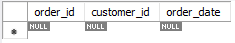 order_id customer_id order_date
NULL NULL NULL